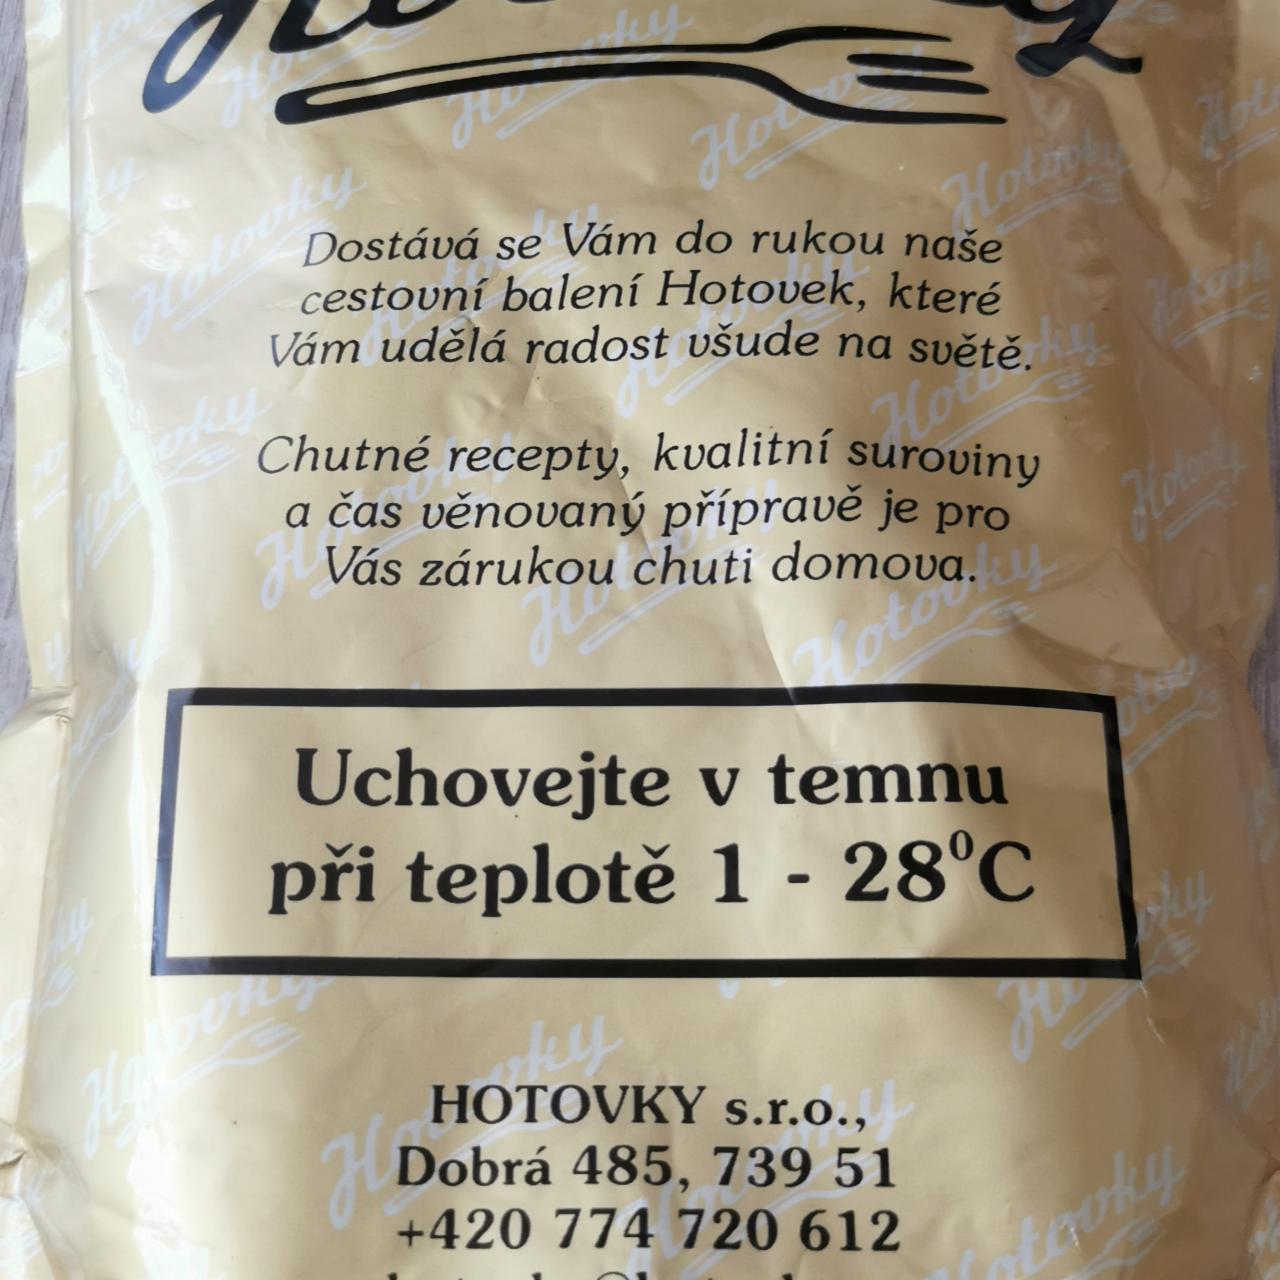 Hotovky
Dostává se Vám do rukou naše
cestovní balení Hotovek, které
Vám udělá radost všude na světě.
Chutné recepty, kvalitní suroviny
a čas věnovaný přípravě je pro
Vás zárukou chuti domova.
Uchovejte v temnu
při teplotě 1 - 28⁰C
HOTOVKY s.r.o.,
Dobrá 485, 739 51
+420 774 720 612